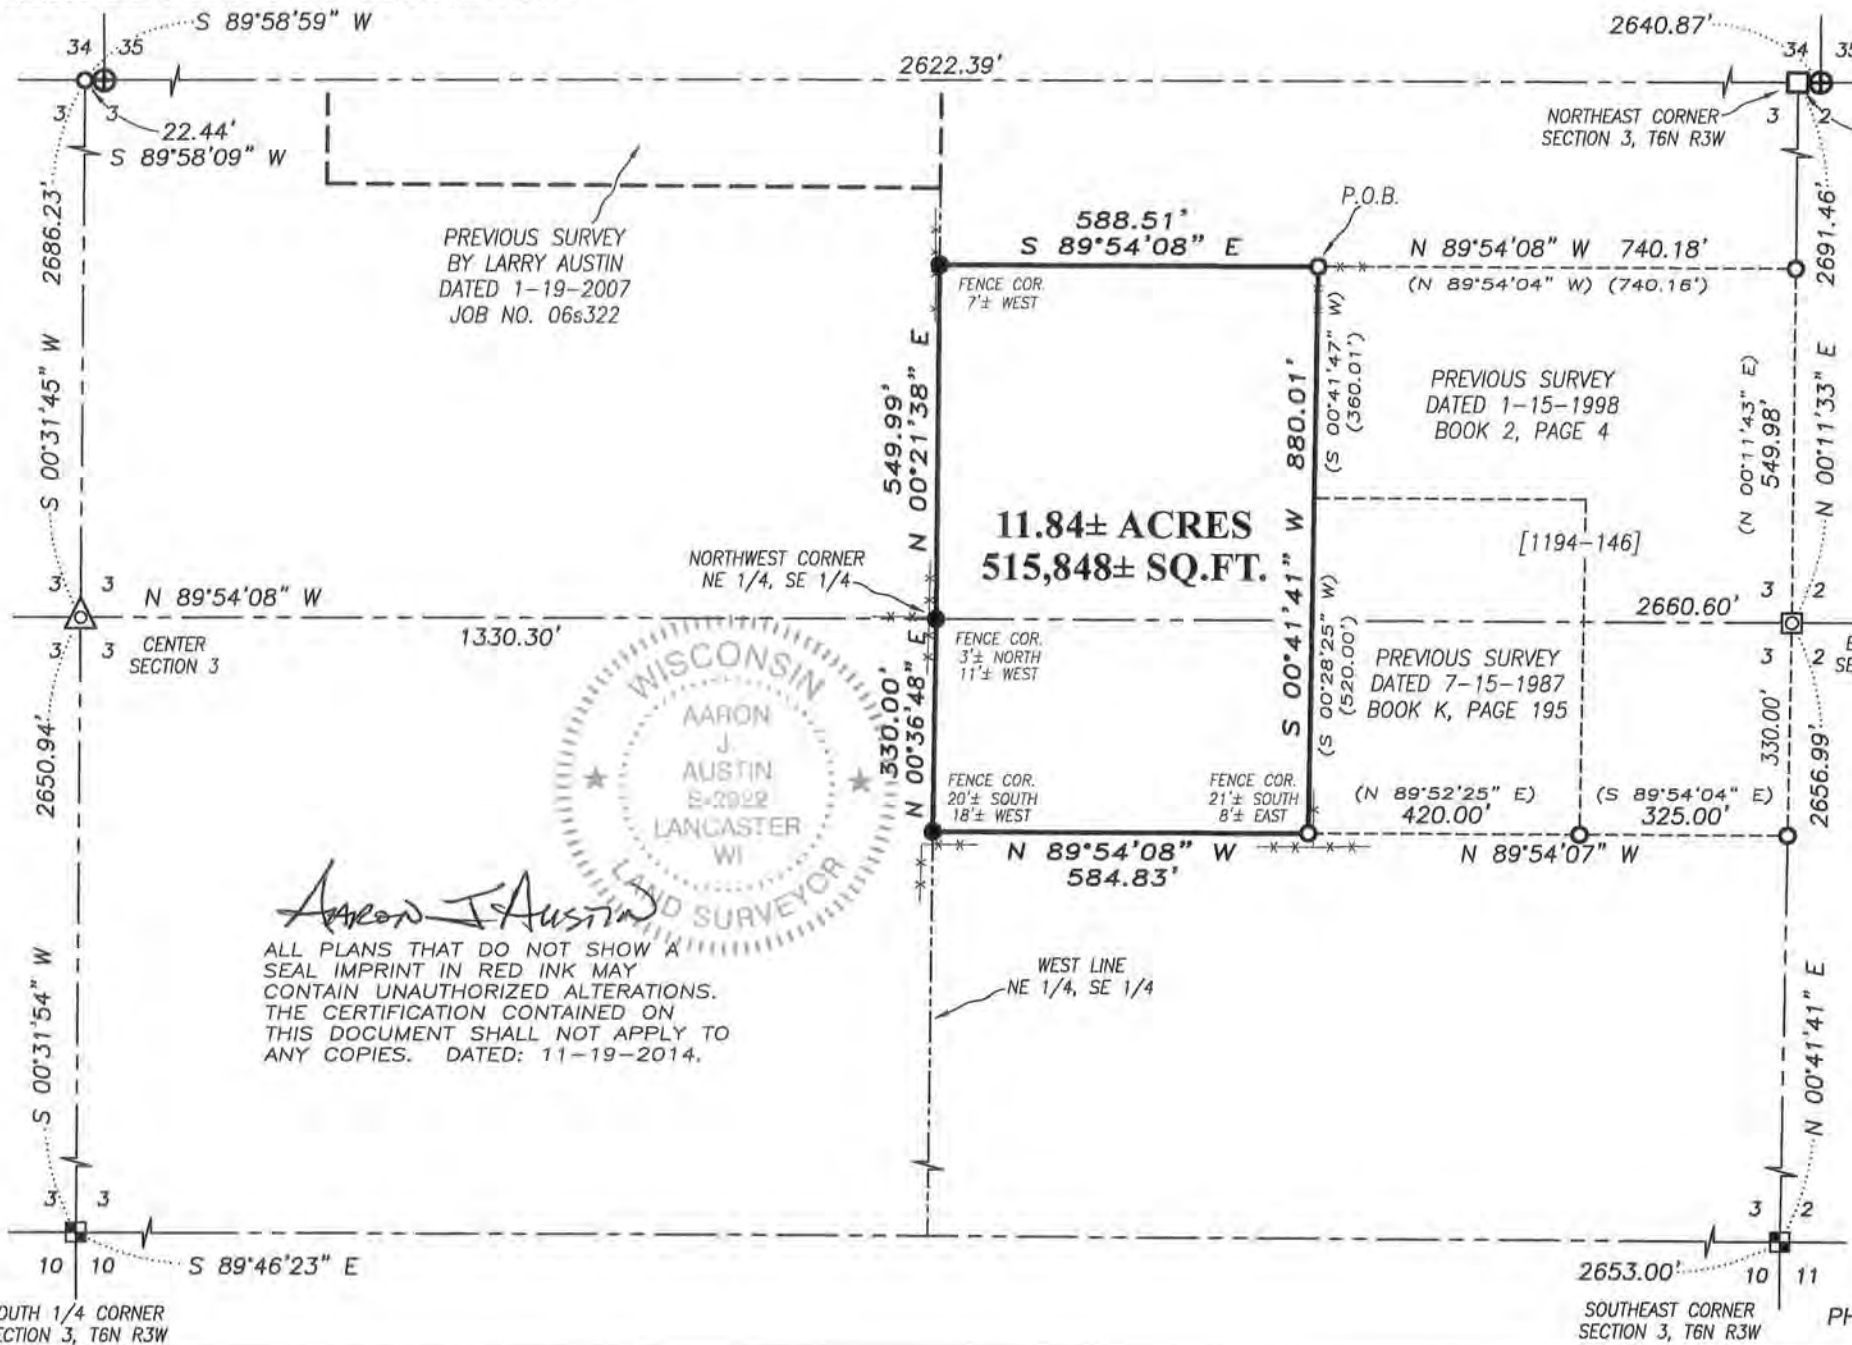 S 89°58'59" W
34 35
22.44'
S 89°58'09" W
3 3
2686.23'
S 00°31'45" W
2622.39'
2640.87'
34 35
NORTHEAST CORNER
SECTION 3, T6N R3W
3 2
2691.46'
PREVIOUS SURVEY
BY LARRY AUSTIN
DATED 1-19-2007
JOB NO. 06s322
588.51'
S 89°54'08" E
P.O.B.
N 89°54'08" W 740.18'
(N 89°54'04" W) (740.16')
FENCE COR.
7'± WEST
549.99'
N 00°21'38" E
S 00°41'41" W 880.01'
(S 00°41'47" W)
(360.01')
PREVIOUS SURVEY
DATED 1-15-1998
BOOK 2, PAGE 4
(N 00°11'43" E)
549.98'
N 00°11'33" E
11.84± ACRES
515,848± SQ.FT.
[1194-146]
NORTHWEST CORNER
NE 1/4, SE 1/4
3 3
N 89°54'08" W
1330.30'
3 3
CENTER
SECTION 3
2660.60'
3 2
3 2
FENCE COR.
3'± NORTH
11'± WEST
(S 00°28'25" W)
(520.00')
PREVIOUS SURVEY
DATED 7-15-1987
BOOK K, PAGE 195
330.00'
N 00°36'48" E
330.00'
2656.99'
2650.94'
S 00°31'54" W
WISCONSIN
AARON
J.
AUSTIN
S-2922
LANCASTER
WI
LAND SURVEYOR
FENCE COR.
20'± SOUTH
18'± WEST
FENCE COR.
21'± SOUTH
8'± EAST
(N 89°52'25" E)
420.00'
(S 89°54'04" E)
325.00'
N 89°54'08" W
584.83'
N 89°54'07" W
AARON J AUSTIN
ALL PLANS THAT DO NOT SHOW A
SEAL IMPRINT IN RED INK MAY
CONTAIN UNAUTHORIZED ALTERATIONS.
THE CERTIFICATION CONTAINED ON
THIS DOCUMENT SHALL NOT APPLY TO
ANY COPIES. DATED: 11-19-2014.
WEST LINE
NE 1/4, SE 1/4
N 00°41'41" E
3 3
10 10
S 89°46'23" E
OUTH 1/4 CORNER
ECTION 3, T6N R3W
3 2
2653.00'
10 11
SOUTHEAST CORNER
SECTION 3, T6N R3W
PH